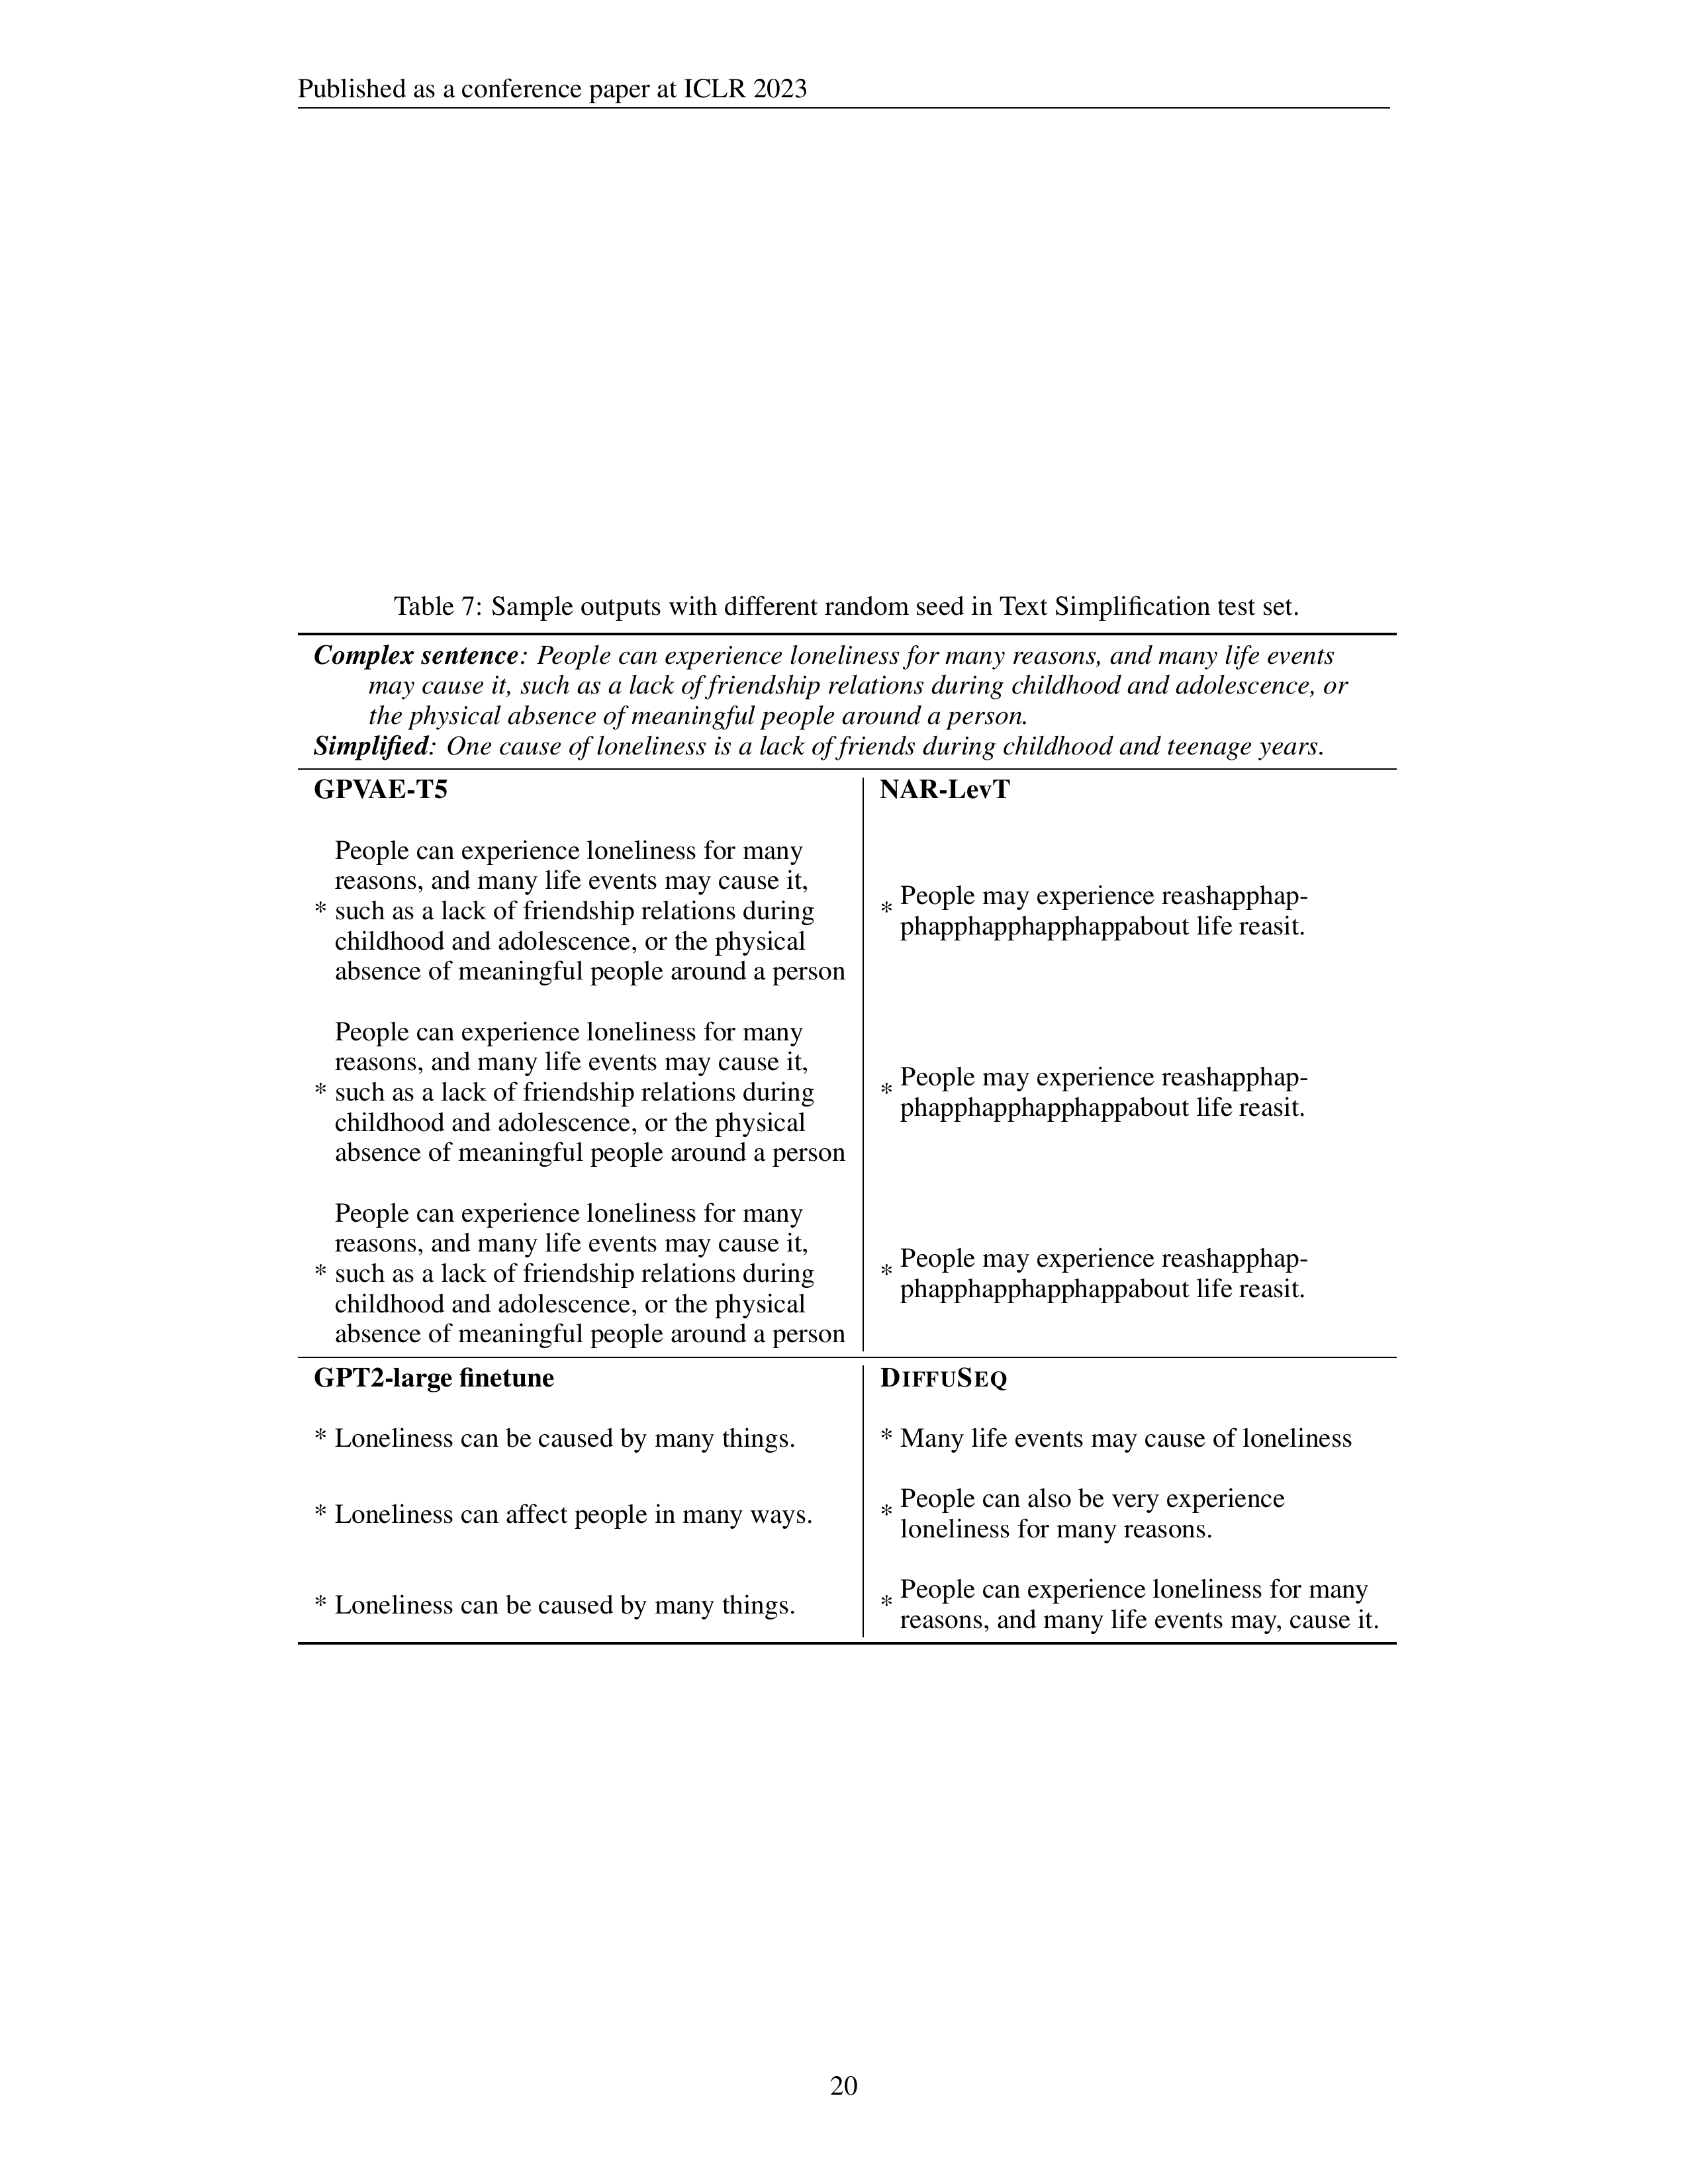 Published as a conference paper at ICLR 2023
Table 7: Sample outputs with different random seed in Text Simplification test set.
Complex sentence: People can experience loneliness for many reasons, and many life events
may cause it, such as a lack of friendship relations during childhood and adolescence, or
the physical absence of meaningful people around a person.
Simplified: One cause of loneliness is a lack of friends during childhood and teenage years.
GPVAE-T5
People can experience loneliness for many
reasons, and many life events may cause it,
* such as a lack of friendship relations during
childhood and adolescence, or the physical
absence of meaningful people around a person
People can experience loneliness for many
reasons, and many life events may cause it,
* such as a lack of friendship relations during
childhood and adolescence, or the physical
absence of meaningful people around a person
People can experience loneliness for many
reasons, and many life events may cause it,
* such as a lack of friendship relations during
childhood and adolescence, or the physical
absence of meaningful people around a person
NAR-LevT
* People may experience reashapphap-
phapphapphapphappabout life reasit.
* People may experience reashapphap-
phapphapphapphappabout life reasit.
* People may experience reashapphap-
phapphapphapphappabout life reasit.
GPT2-large finetune
* Loneliness can be caused by many things.
* Loneliness can affect people in many ways.
* Loneliness can be caused by many things.
DIFFUSEQ
* Many life events may cause of loneliness
* People can also be very experience
loneliness for many reasons.
* People can experience loneliness for many
reasons, and many life events may, cause it.
20